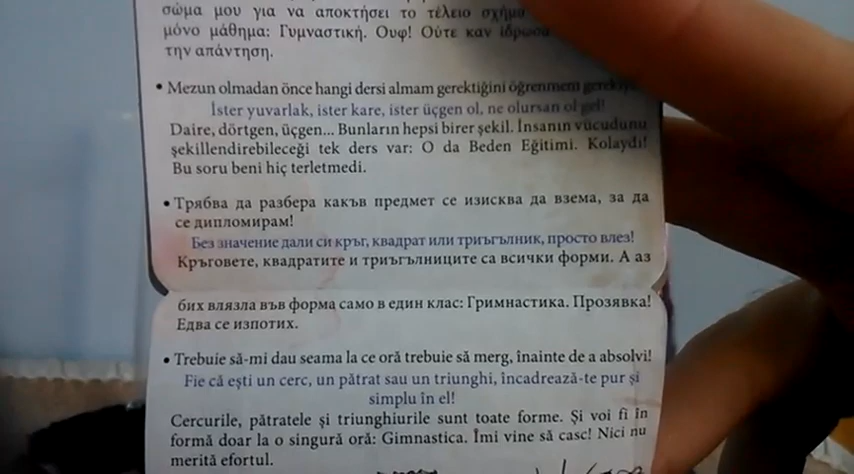 σώμα μου για να αποκτήσει το τέλειο σχήμα
μόνο μάθημα: Γυμναστική. Ουφ! Ούτε καν ίδρωσα
την απάντηση.
• Mezun olmadan önce hangi dersi almam gerektiğini öğrenmem
İster yuvarlak, ister kare, ister üçgen ol, ne olursan ol gel!
Daire, dörtgen, üçgen... Bunların hepsi birer şekil. İnsanın vücudunu
şekillendirebileceği tek ders var: O da Beden Eğitimi. Kolaydı!
Bu soru beni hiç terletmedi.
• Трябва да разбера какъв предмет се изисква да взема, за да
се дипломирам!
Без значение дали си кръг, квадрат или триъгълник, просто влез!
Кръговете, квадратите и триъгълниците са всички форми. А аз
бих влязла във форма само в един клас: Гримнастика. Прозявка!
Едва се изпотих.
• Trebuie să-mi dau seama la ce oră trebuie să merg, înainte de a absolvi!
Fie că ești un cerc, un pătrat sau un triunghi, încadrează-te pur și
simplu în el!
Cercurile, pătratele și triunghiurile sunt toate forme. Și voi fi în
formă doar la o singură oră: Gimnastica. Îmi vine să casc! Nici nu
merită efortul.